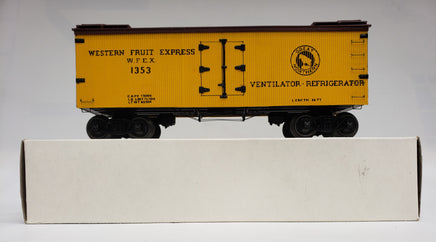 WESTERN FRUIT EXPRESS
W.F.E.X.
1353
GREAT
NORTHERN
VENTILATOR-REFRIGERATOR